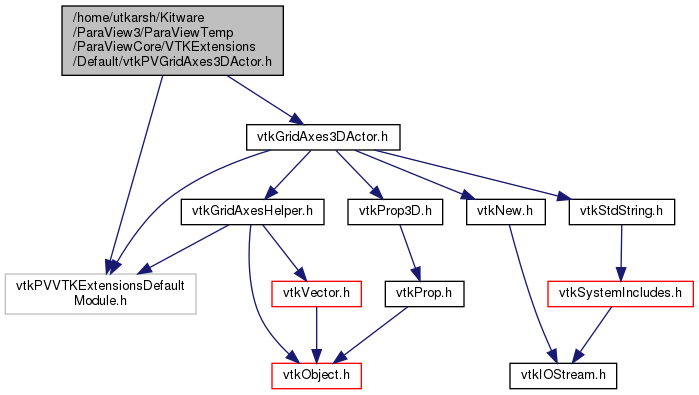 /home/utkarsh/Kitware
/ParaView3/ParaViewTemp
/ParaViewCore/VTKExtensions
/Default/vtkPVGridAxes3DActor.h
vtkGridAxes3DActor.h
vtkGridAxesHelper.h
vtkProp3D.h
vtkNew.h
vtkStdString.h
vtkPVVTKExtensionsDefault
Module.h
vtkVector.h
vtkProp.h
vtkSystemIncludes.h
vtkObject.h
vtkIOStream.h